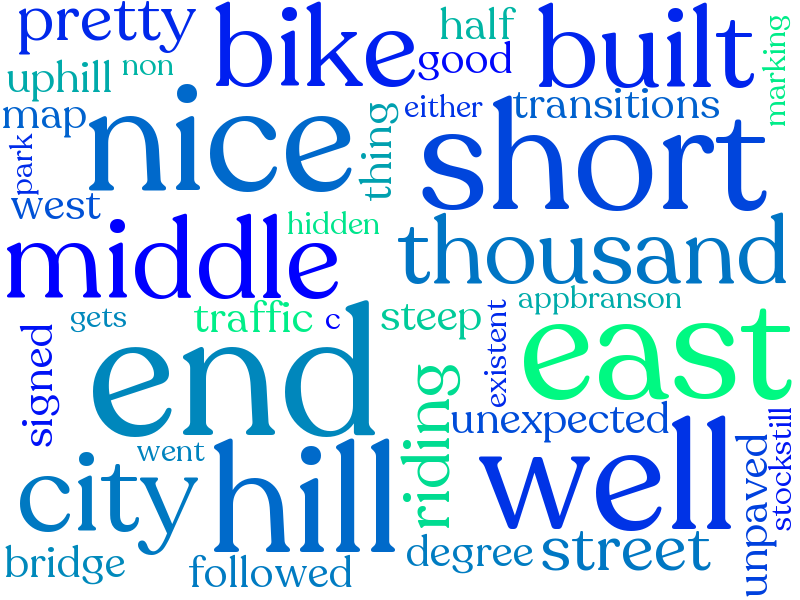 pretty
bike
half
built
marking
uphill
non
good
map
nice
either
transitions
park
thing
short
west
hidden
middle
thousand
gets
traffic
c
steep
appbranson
existent
signed
end
east
riding
unexpected
went
city
hill
well
unpaved
stockstill
bridge
followed
degree
street